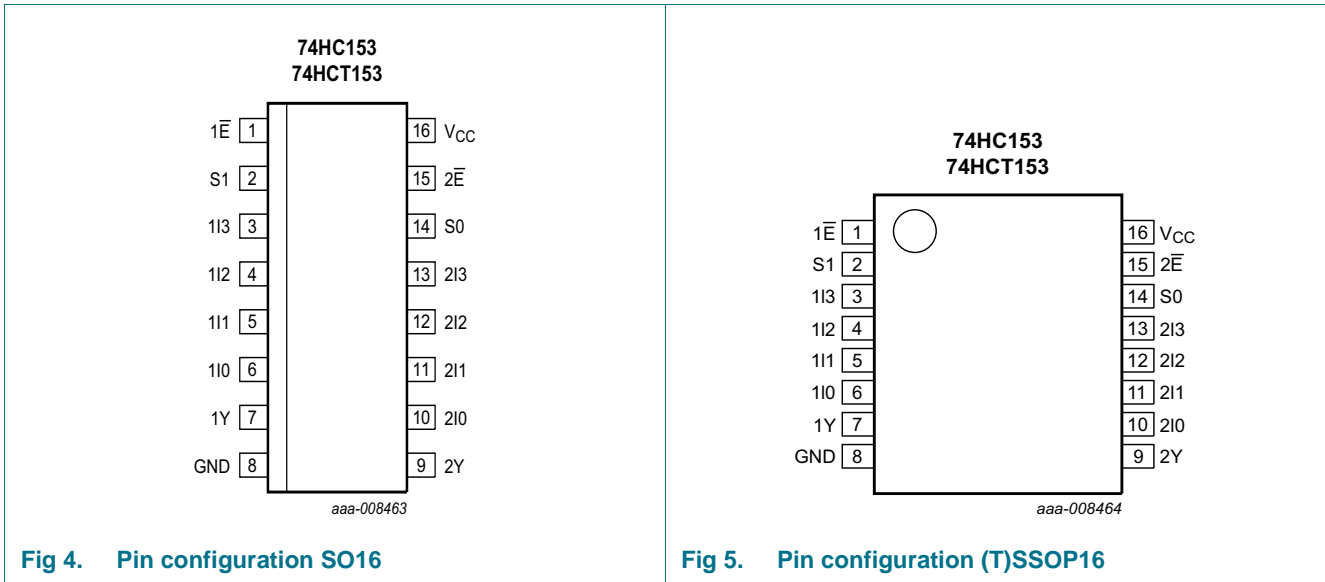 74HC153
74HCT153
1E̅ 1
16 VCC
S1 2
15 2E̅
1I3 3
14 S0
1I2 4
13 2I3
1I1 5
12 2I2
1I0 6
11 2I1
1Y 7
10 2I0
GND 8
9 2Y
aaa-008463
Fig 4. Pin configuration SO16
74HC153
74HCT153
1E̅ 1
16 VCC
S1 2
15 2E̅
1I3 3
14 S0
1I2 4
13 2I3
1I1 5
12 2I2
1I0 6
11 2I1
1Y 7
10 2I0
GND 8
9 2Y
aaa-008464
Fig 5. Pin configuration (T)SSOP16